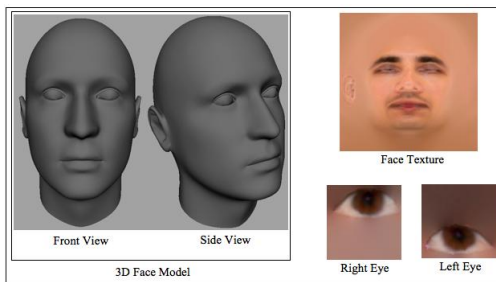 Face Texture
Front View
Side View
Right Eye
Left Eye
3D Face Model